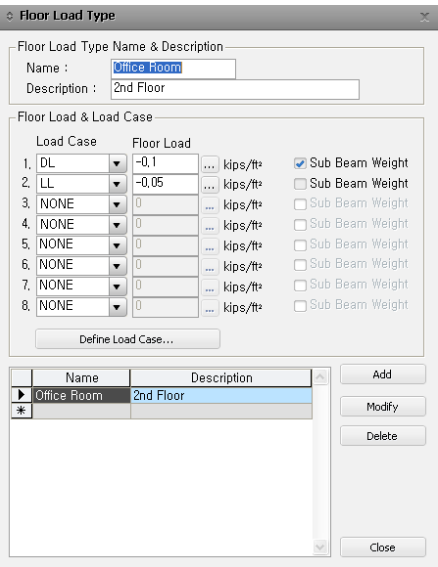 Floor Load Type
Floor Load Type Name & Description
Name : Office Room
Description : 2nd Floor
Floor Load & Load Case
Load Case Floor Load
1. DL -0.1 ... kips/ft² Sub Beam Weight
2. LL -0.05 ... kips/ft² Sub Beam Weight
3. NONE 0 ... kips/ft² Sub Beam Weight
4. NONE 0 ... kips/ft² Sub Beam Weight
5. NONE 0 ... kips/ft² Sub Beam Weight
6. NONE 0 ... kips/ft² Sub Beam Weight
7. NONE 0 ... kips/ft² Sub Beam Weight
8. NONE 0 ... kips/ft² Sub Beam Weight
Define Load Case...
Name Description
Office Room 2nd Floor
Add
Modify
Delete
Close